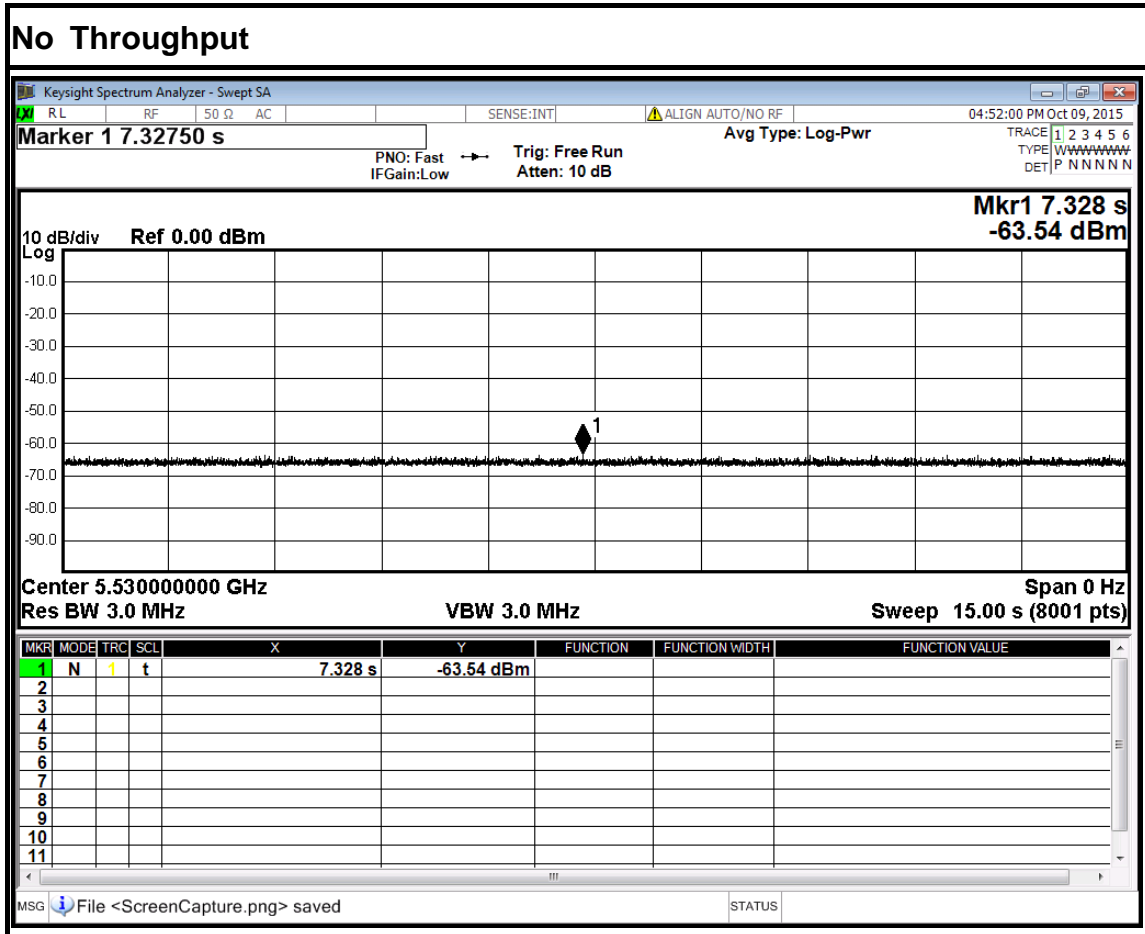 No Throughput
Keysight Spectrum Analyzer - Swept SA
LXI RL RF 50 Ω AC SENSE:INT ALIGN AUTO/NO RF 04:52:00 PM Oct 09, 2015
Marker 1 7.32750 s
PNO: Fast
IFGain:Low
Trig: Free Run
Atten: 10 dB
Avg Type: Log-Pwr
TRACE 1 2 3 4 5 6
TYPE WWWWWW
DET P N N N N N
Mkr1 7.328 s
-63.54 dBm
10 dB/div Ref 0.00 dBm
Log
-10.0
-20.0
-30.0
-40.0
-50.0
1
-60.0
-70.0
-80.0
-90.0
Center 5.530000000 GHz Span 0 Hz
Res BW 3.0 MHz VBW 3.0 MHz Sweep 15.00 s (8001 pts)
MKR MODE TRC SCL X Y FUNCTION FUNCTION WIDTH FUNCTION VALUE
1 N 1 t 7.328 s -63.54 dBm
2
3
4
5
6
7
8
9
10
11
MSG File <ScreenCapture.png> saved STATUS